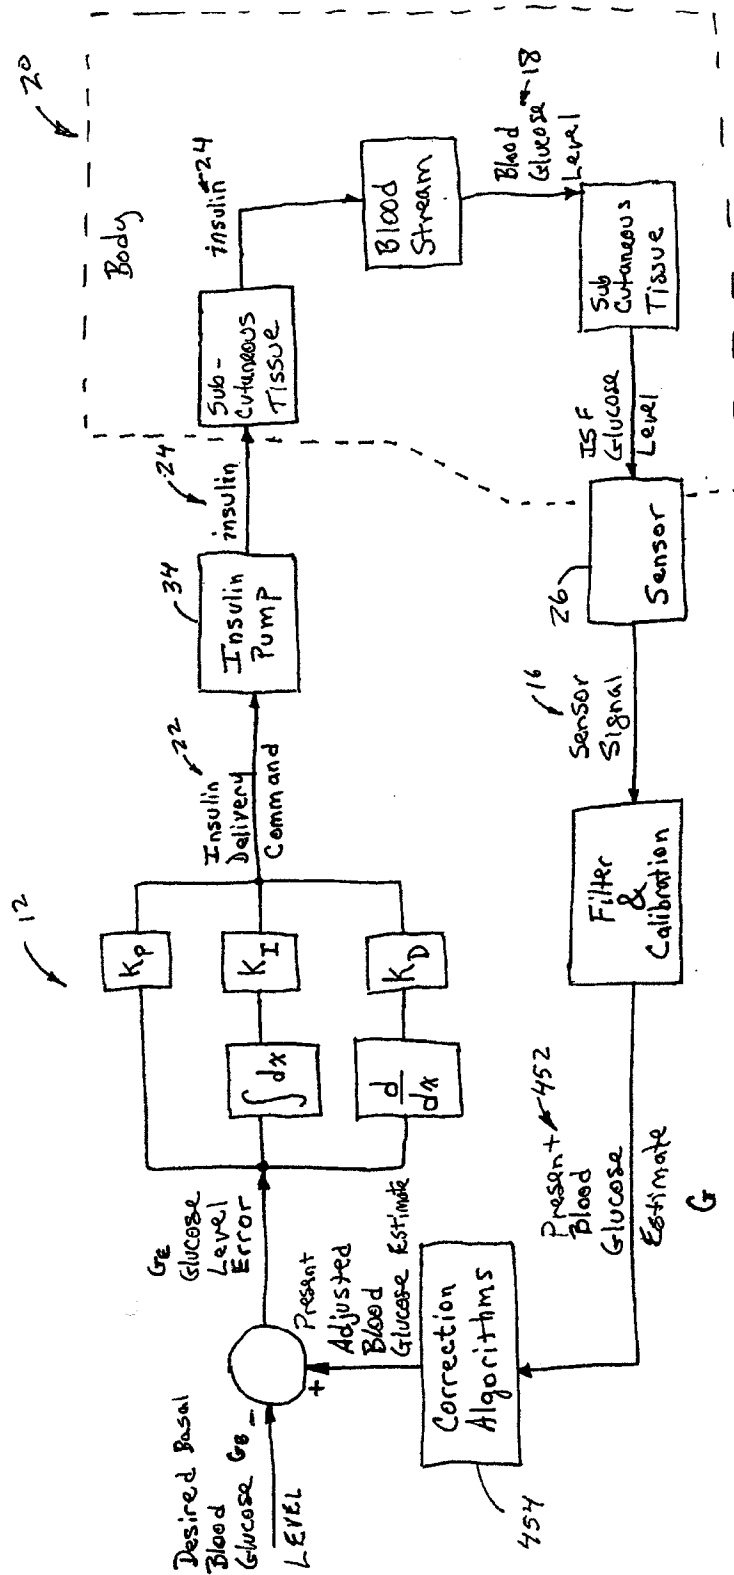 12
20
Desired Basal
Blood
Glucose GB
LEVEL
−
+
GE
Glucose
Level
Error
KP
∫dx
KI
d
dx
KD
Insulin
Delivery
Command
22
Insulin
Pump
34
insulin
24
Body
Sub-
Cutaneous
Tissue
insulin 24
Blood
Stream
Blood
Glucose 18
Level
Sub
Cutaneous
Tissue
ISF
Glucose
Level
Sensor
26
16
Sensor
Signal
Filter
&
Calibration
Present 452
Blood
Glucose
Estimate
G
Correction
Algorithms
454
Present
Adjusted
Blood
Glucose Estimate